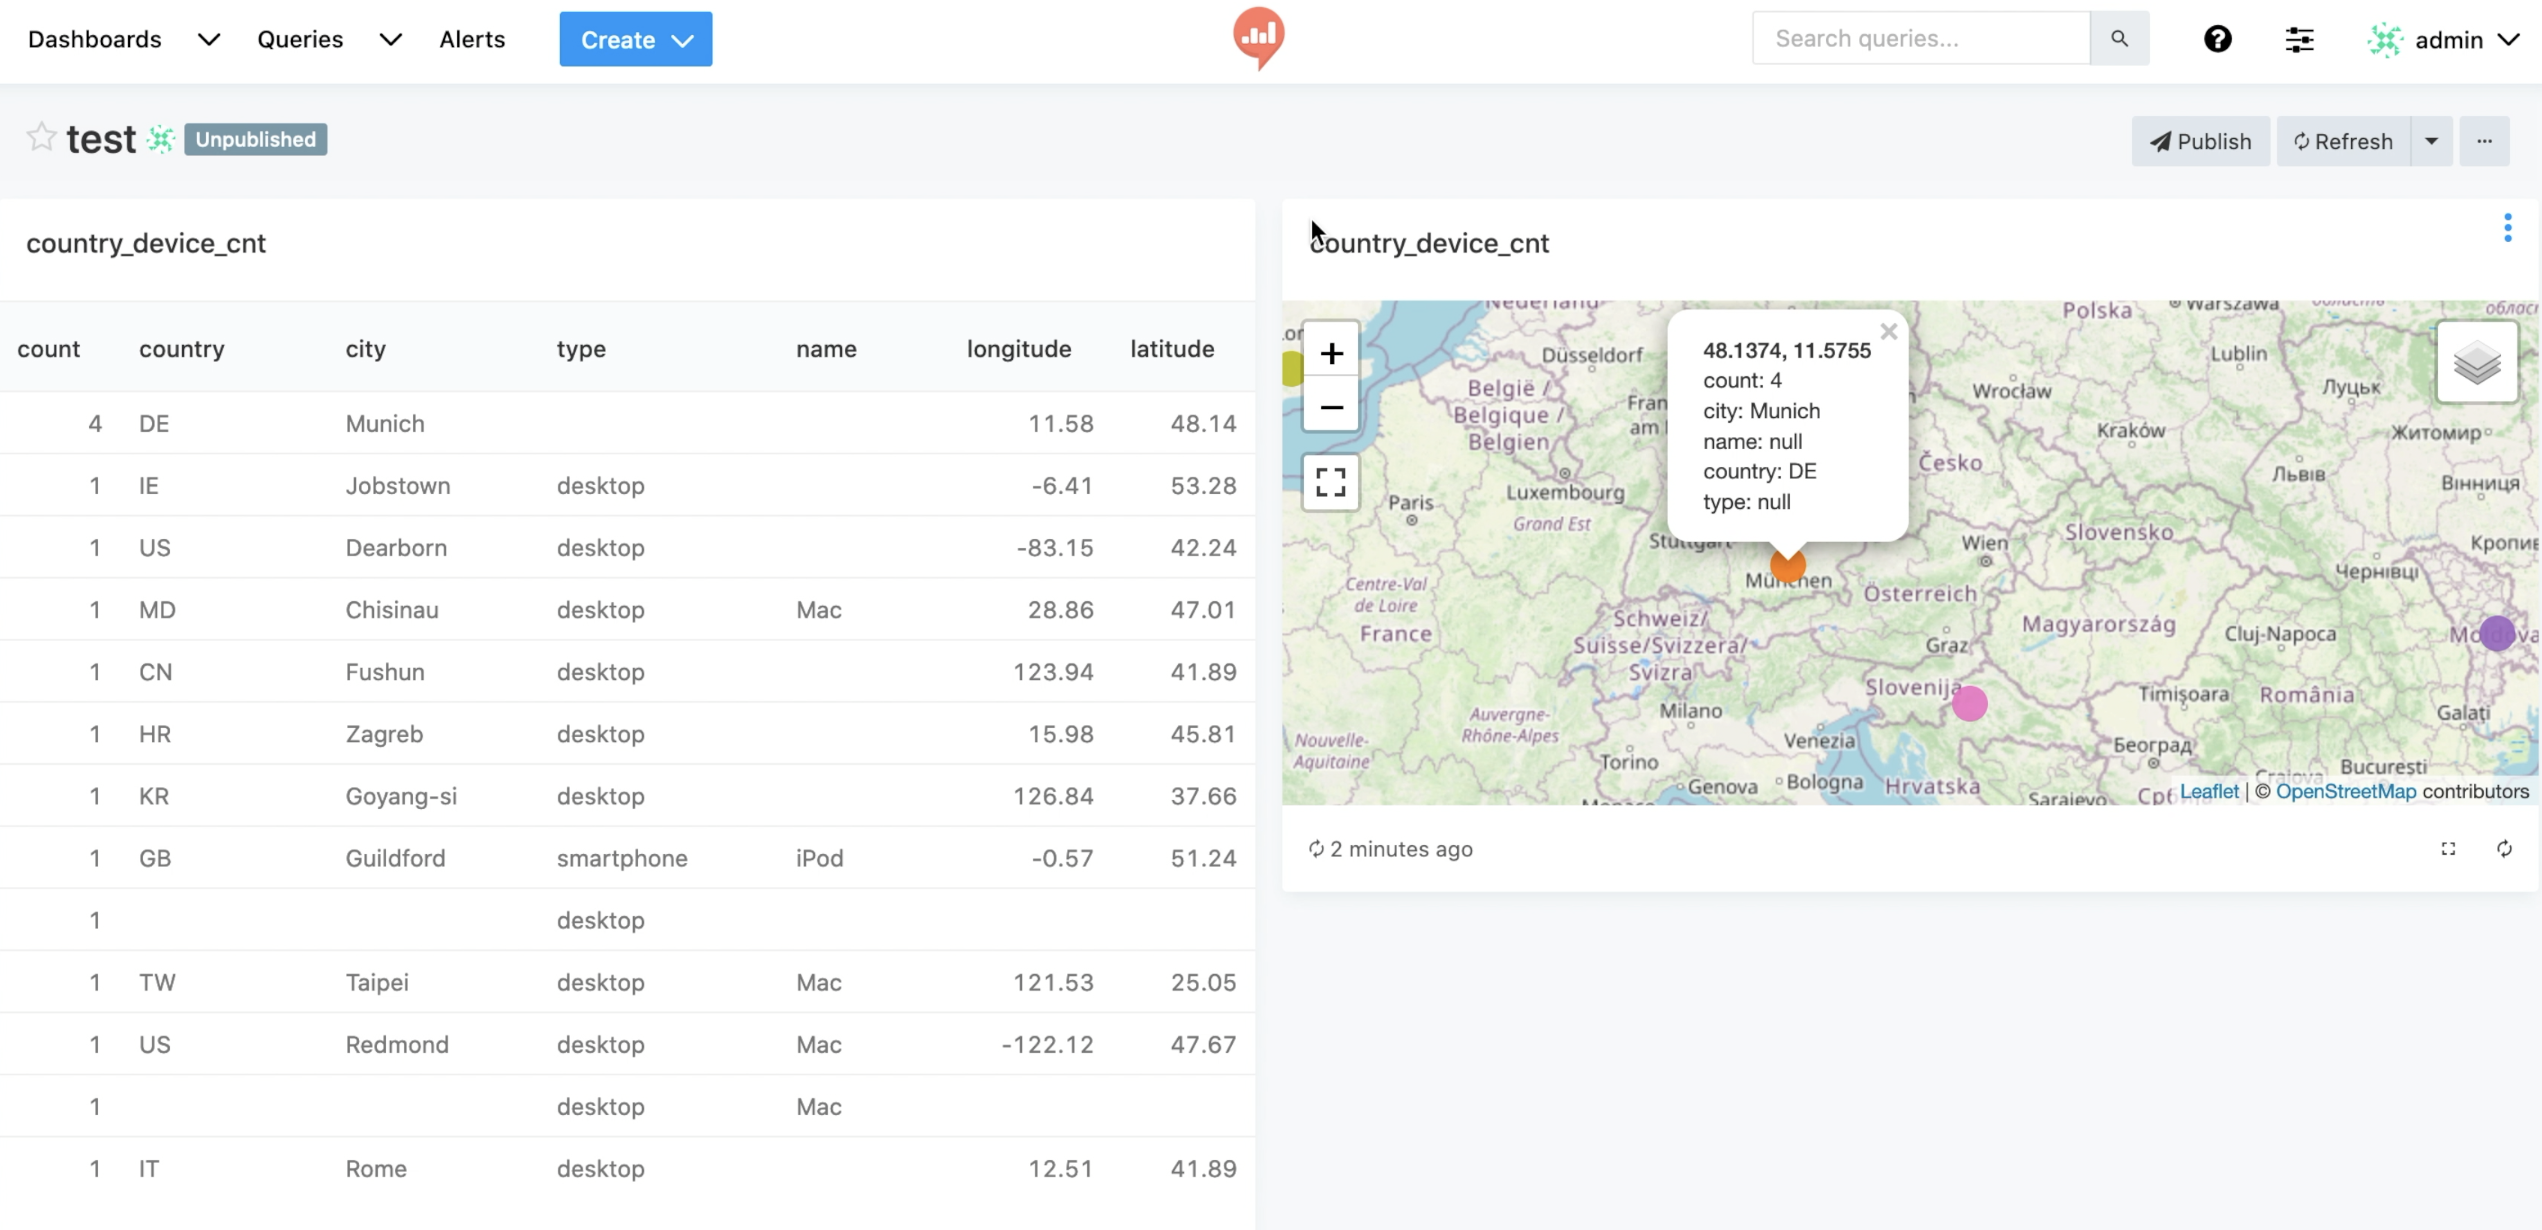 Dashboards Queries Alerts Create Search queries... admin
test Unpublished Publish Refresh ...
country_device_cnt
count country city type name longitude latitude
4 DE Munich 11.58 48.14
1 IE Jobstown desktop -6.41 53.28
1 US Dearborn desktop -83.15 42.24
1 MD Chisinau desktop Mac 28.86 47.01
1 CN Fushun desktop 123.94 41.89
1 HR Zagreb desktop 15.98 45.81
1 KR Goyang-si desktop 126.84 37.66
1 GB Guildford smartphone iPod -0.57 51.24
1 desktop
1 TW Taipei desktop Mac 121.53 25.05
1 US Redmond desktop Mac -122.12 47.67
1 desktop Mac
1 IT Rome desktop 12.51 41.89
country_device_cnt
+
−
48.1374, 11.5755
count: 4
city: Munich
name: null
country: DE
type: null
Nederland
Polska
Warszawa
Düsseldorf
Lublin
België /
Belgique /
Belgien
Wrocław
Луцьк
Kraków
Житомир
Česko
Львів
Вінниця
Paris
Luxembourg
Grand Est
Stuttgart
Wien
Slovensko
München
Чернівці
Centre-Val
de Loire
Österreich
France
Schweiz/
Suisse/Svizzera/
Svizra
Magyarország
Cluj-Napoca
Graz
Slovenija
Timișoara
România
Milano
Galați
Auvergne-
Rhône-Alpes
Nouvelle-
Aquitaine
Venezia
Београд
Torino
București
Genova
Bologna
Hrvatska
Craiova
Sarajevo
Leaflet | © OpenStreetMap contributors
2 minutes ago